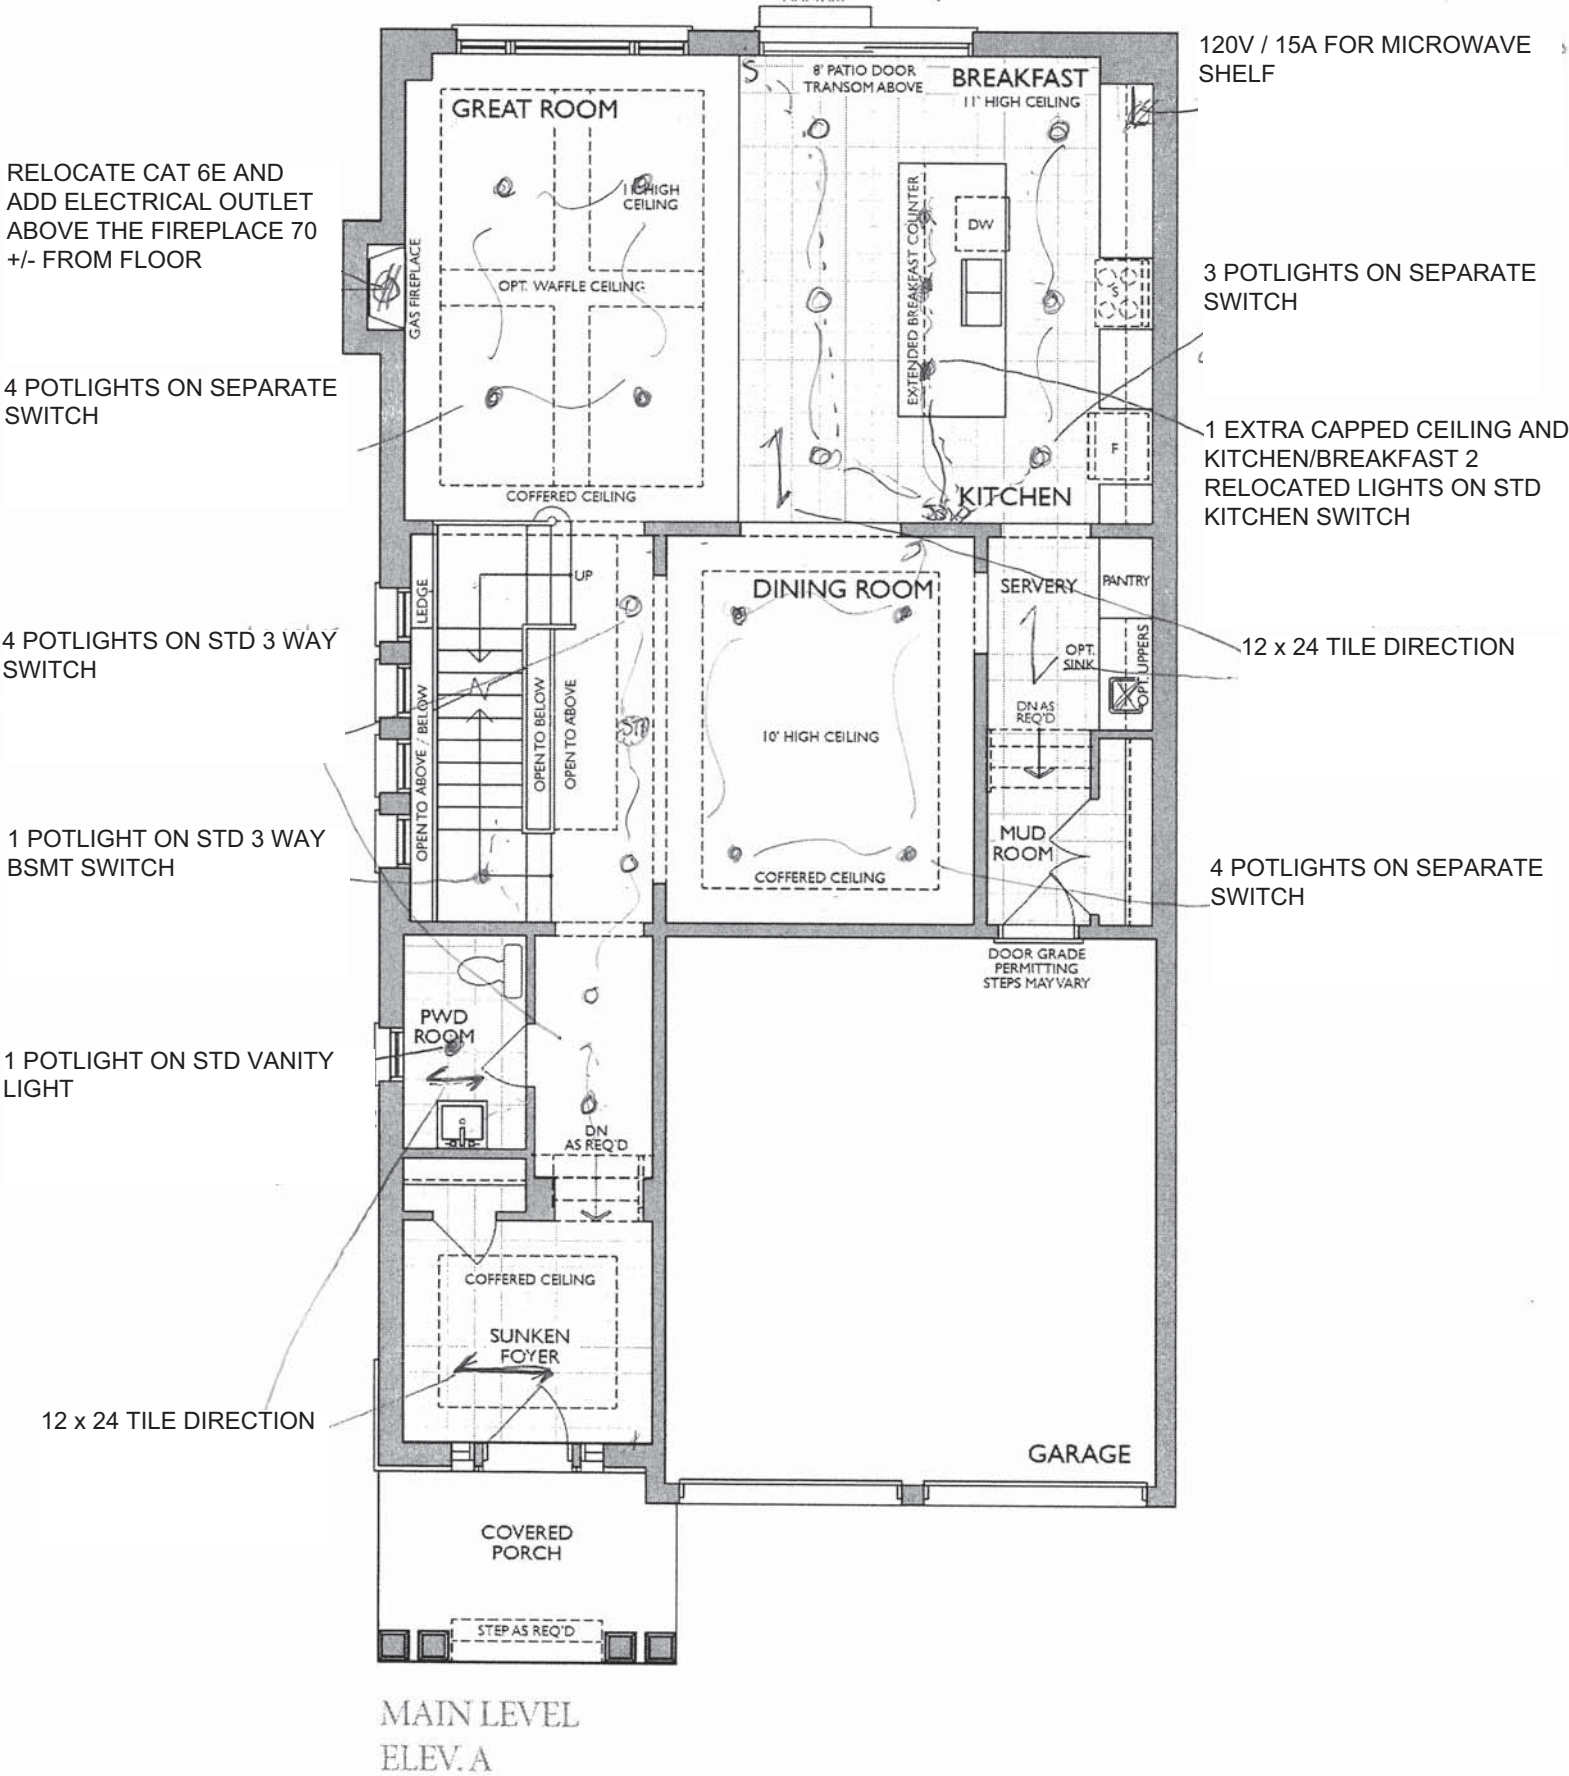 120V / 15A FOR MICROWAVE
SHELF
S
8' PATIO DOOR
TRANSOM ABOVE
BREAKFAST
11' HIGH CEILING
GREAT ROOM
11' HIGH
CEILING
RELOCATE CAT 6E AND
ADD ELECTRICAL OUTLET
ABOVE THE FIREPLACE 70
+/- FROM FLOOR
GAS FIREPLACE
OPT. WAFFLE CEILING
EXTENDED BREAKFAST COUNTER
DW
S
3 POTLIGHTS ON SEPARATE
SWITCH
4 POTLIGHTS ON SEPARATE
SWITCH
F
1 EXTRA CAPPED CEILING AND
KITCHEN/BREAKFAST 2
RELOCATED LIGHTS ON STD
KITCHEN SWITCH
COFFERED CEILING
KITCHEN
UP
LEDGE
DINING ROOM
SERVERY
PANTRY
4 POTLIGHTS ON STD 3 WAY
SWITCH
12 x 24 TILE DIRECTION
OPT.
SINK
OPT. UPPERS
OPEN TO ABOVE / BELOW
OPEN TO BELOW
OPEN TO ABOVE
STD
10' HIGH CEILING
DN AS
REQ'D
1 POTLIGHT ON STD 3 WAY
BSMT SWITCH
MUD
ROOM
COFFERED CEILING
4 POTLIGHTS ON SEPARATE
SWITCH
DOOR GRADE
PERMITTING
STEPS MAY VARY
PWD
ROOM
1 POTLIGHT ON STD VANITY
LIGHT
DN
AS REQ'D
COFFERED CEILING
SUNKEN
FOYER
12 x 24 TILE DIRECTION
GARAGE
COVERED
PORCH
STEP AS REQ'D
MAIN LEVEL
ELEV. A